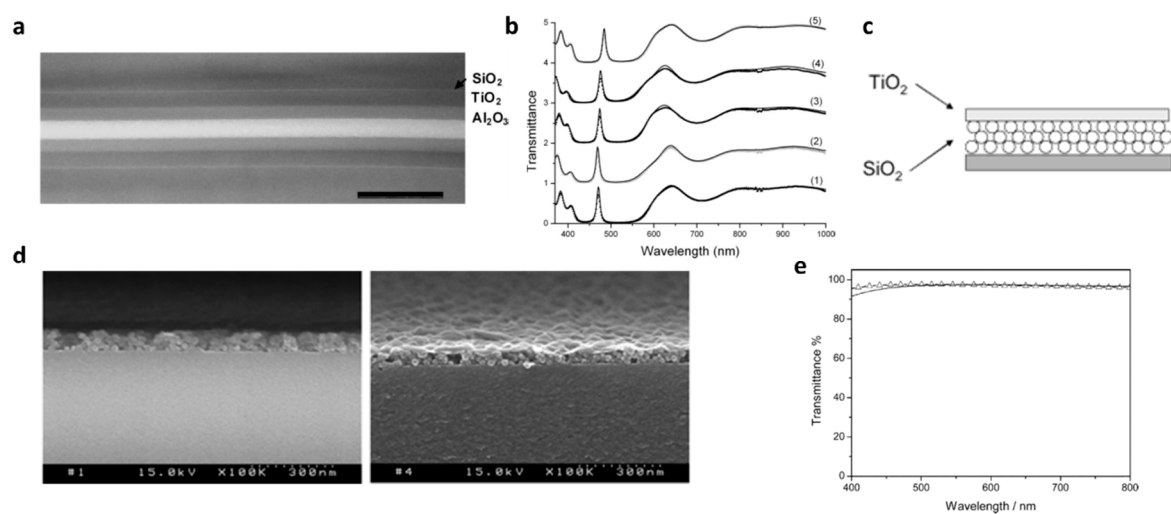 a
SiO2
TiO2
Al2O3
b
Transmittance
5
4
3
2
1
0
(5)
(4)
(3)
(2)
(1)
400 500 600 700 800 900 1000
Wavelength (nm)
c
TiO2
SiO2
d
#1 15.0kV X100K 300nm
#4 15.0kV X100K 300nm
e
Transmittance %
100
80
60
40
20
0
400 500 600 700 800
Wavelength / nm